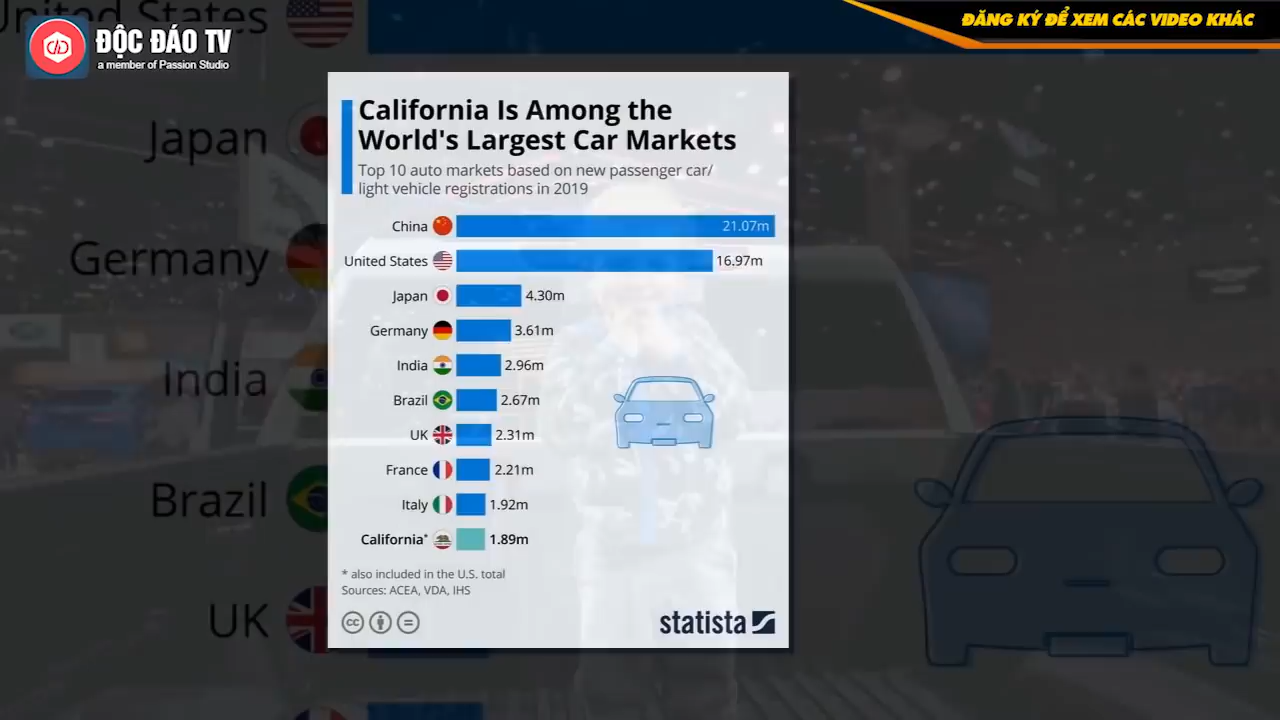 United States
ĐỘC ĐÁO TV
a member of Passion Studio
ĐĂNG KÝ ĐỂ XEM CÁC VIDEO KHÁC
Japan
Germany
India
Brazil
UK
California Is Among the
World's Largest Car Markets
Top 10 auto markets based on new passenger car/
light vehicle registrations in 2019
China 21.07m
United States 16.97m
Japan 4.30m
Germany 3.61m
India 2.96m
Brazil 2.67m
UK 2.31m
France 2.21m
Italy 1.92m
California* 1.89m
* also included in the U.S. total
Sources: ACEA, VDA, IHS
cc
statista